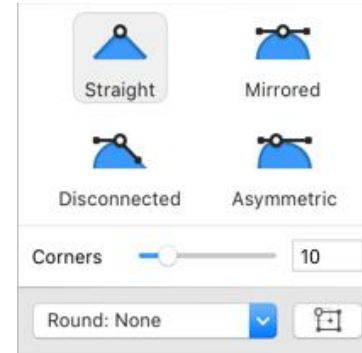 Straight Mirrored
Disconnected Asymmetric
Corners 10
Round: None